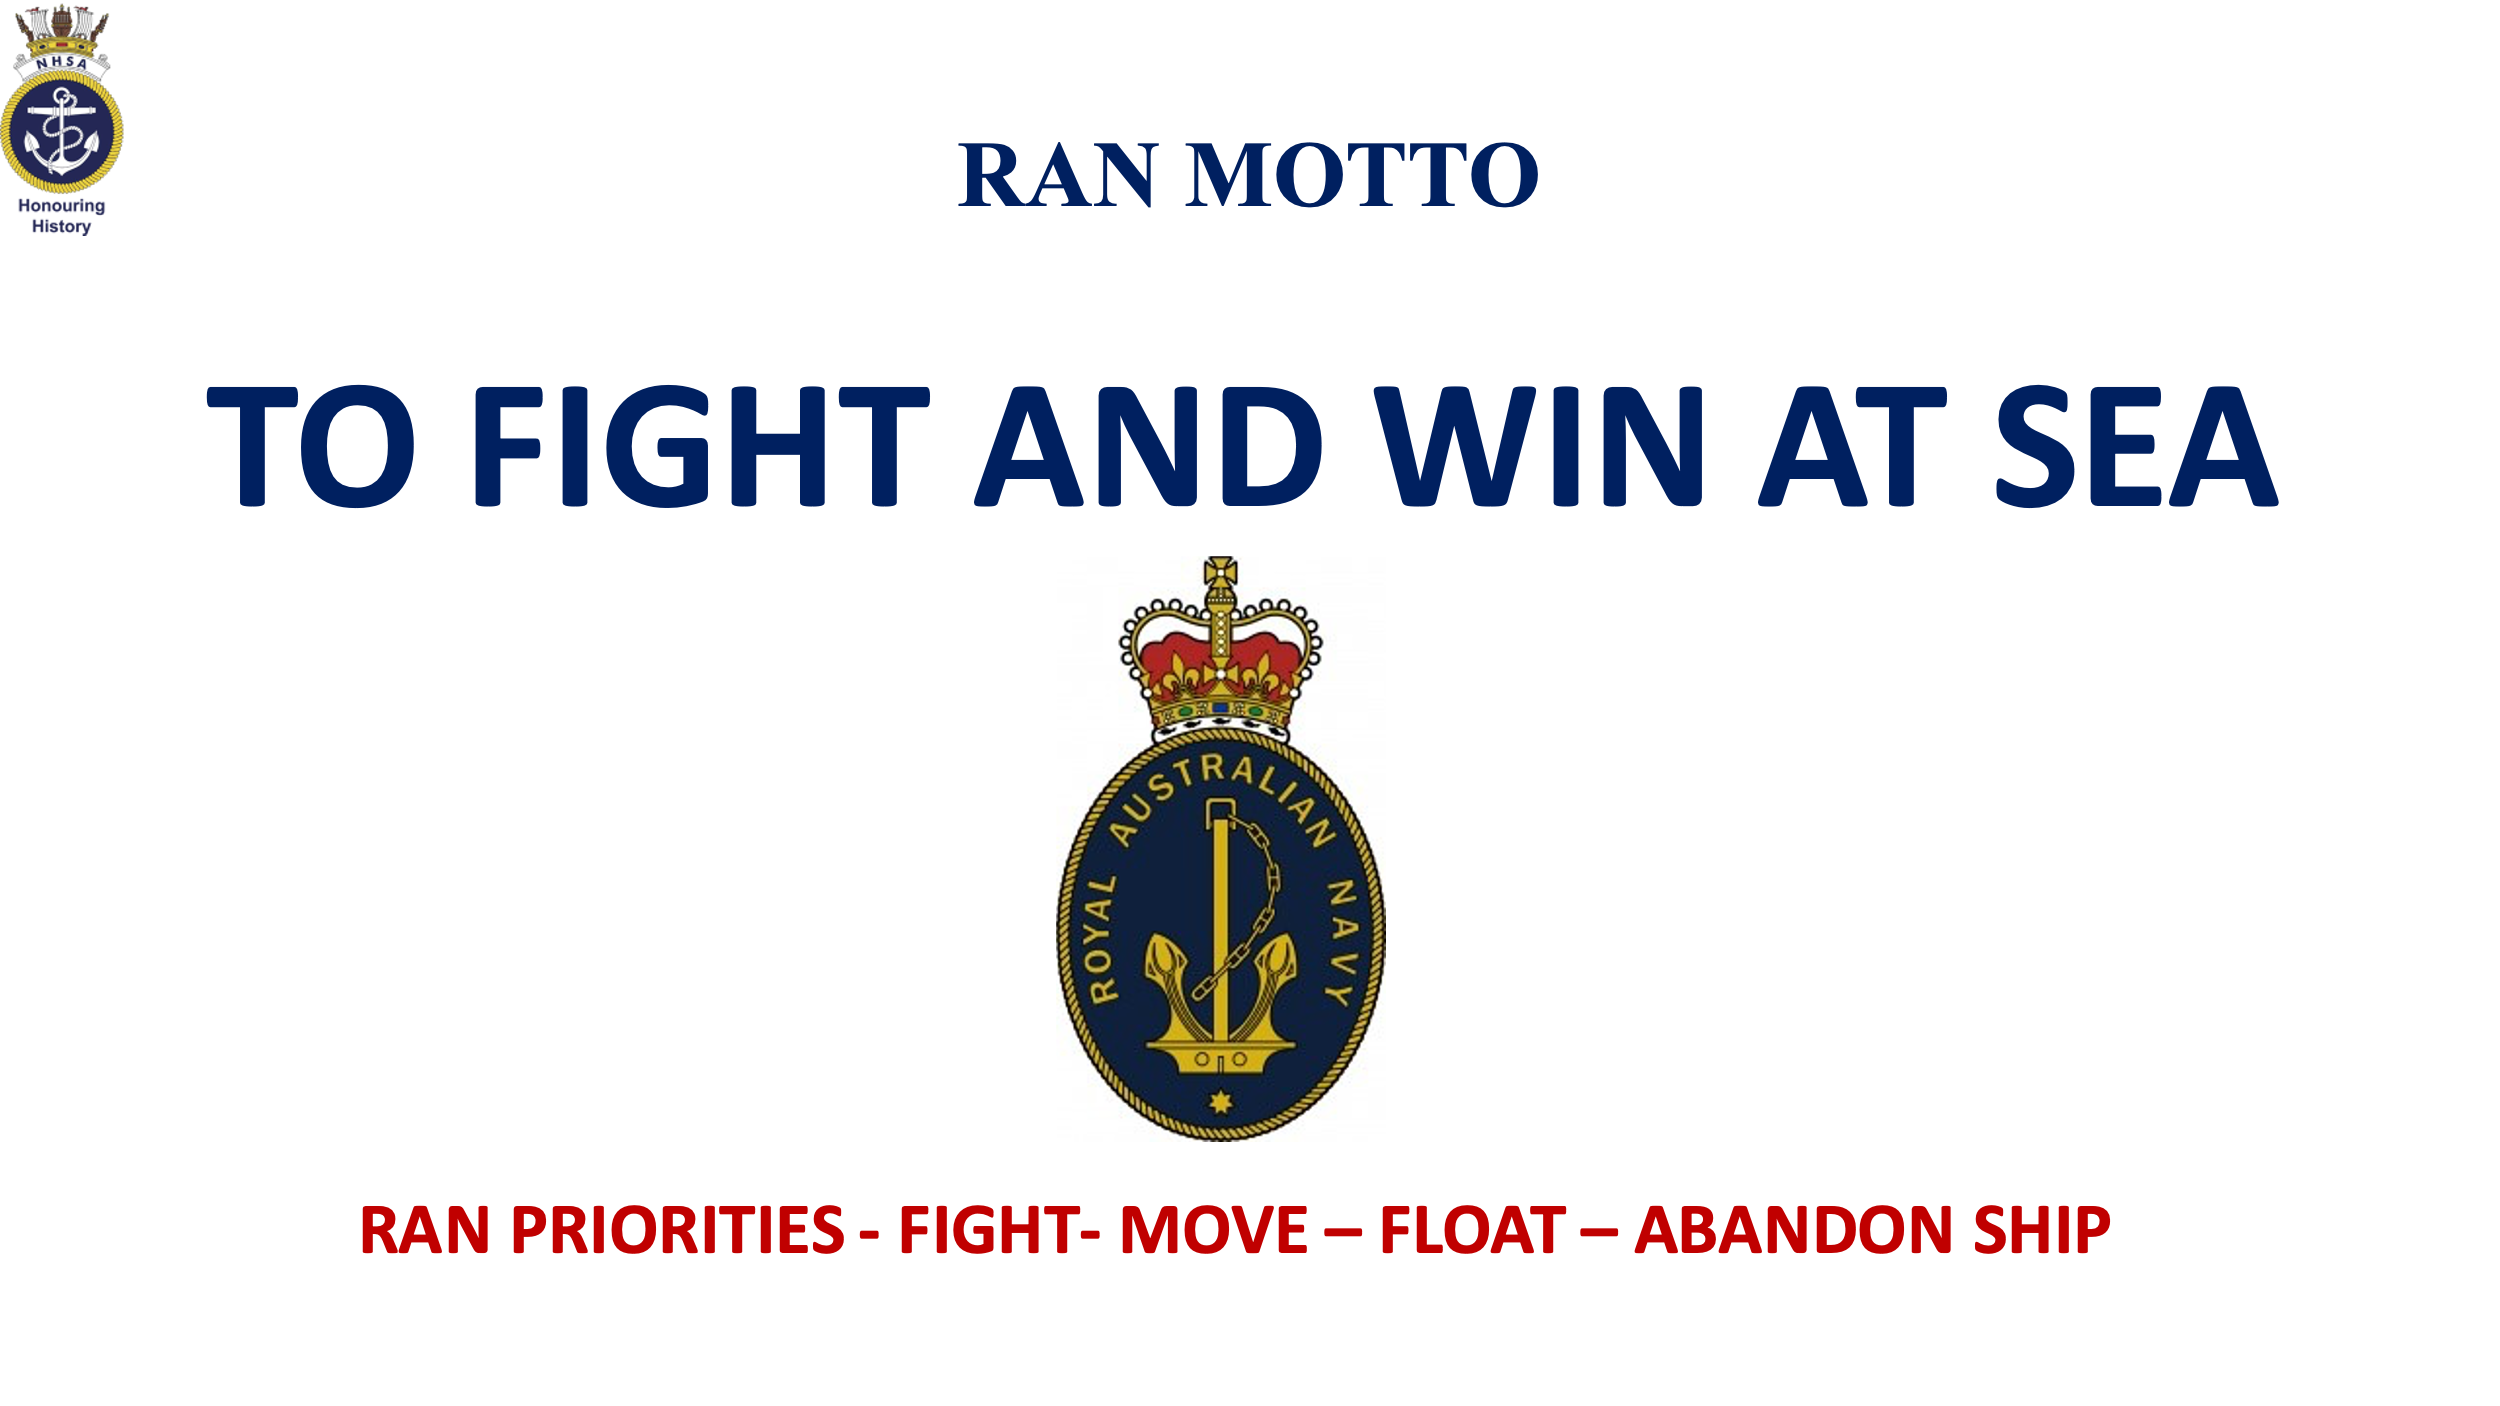 NHSA
Honouring
History
RAN MOTTO
TO FIGHT AND WIN AT SEA
ROYAL AUSTRALIAN NAVY
RAN PRIORITIES - FIGHT- MOVE – FLOAT – ABANDON SHIP